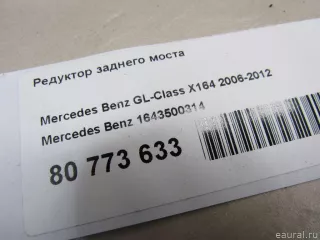 Редуктор заднего моста
Mercedes Benz GL-Class X164 2006-2012
Mercedes Benz 1643500314
80 773 633
eaural.ru